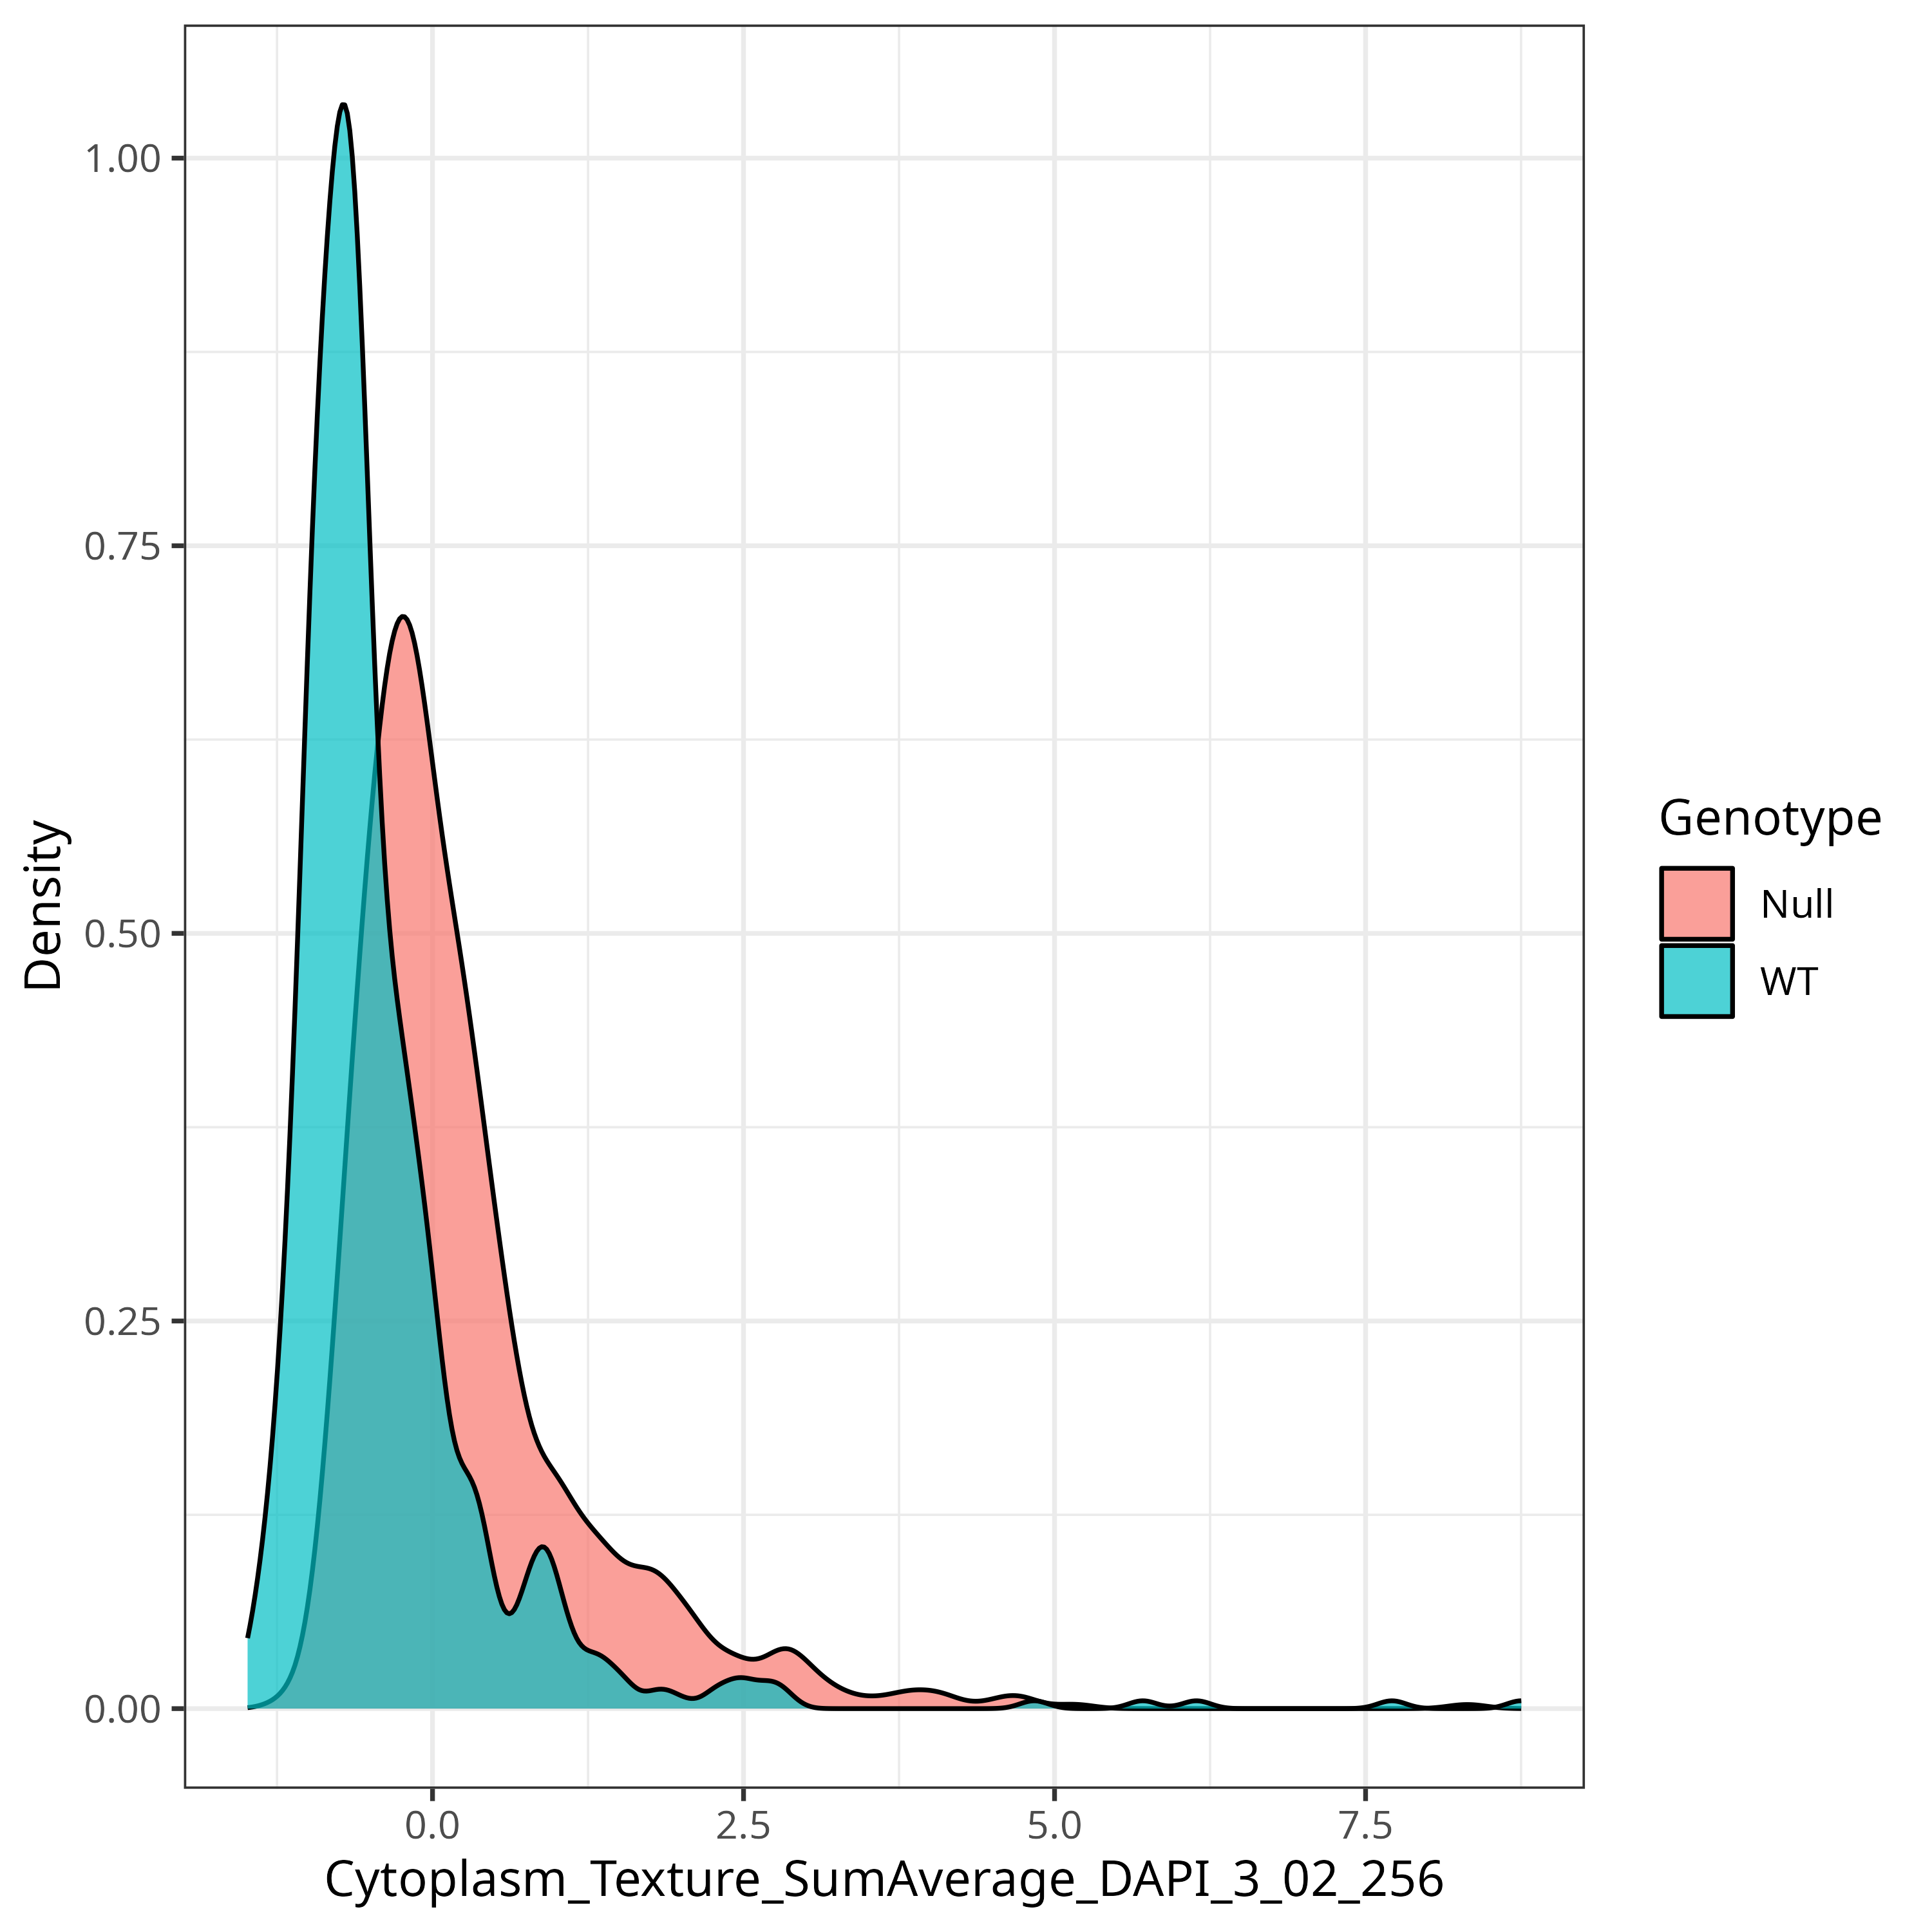 1.00
0.75
0.50
0.25
0.00
Density
0.0 2.5 5.0 7.5
Cytoplasm_Texture_SumAverage_DAPI_3_02_256
Genotype
Null
WT